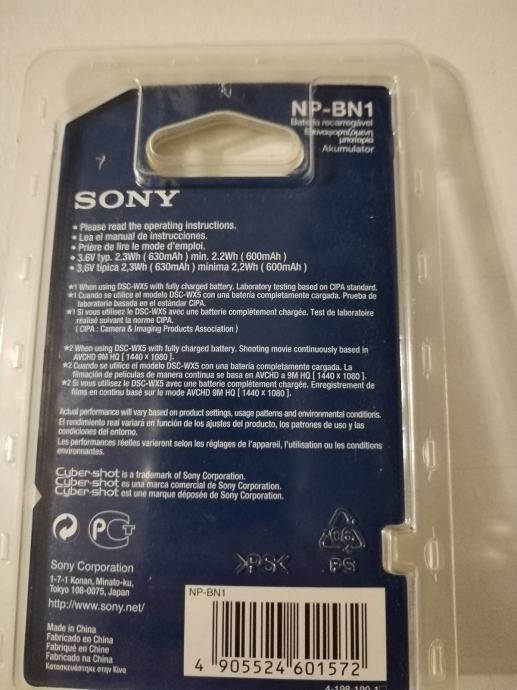 NP-BN1
Bateria recarregável
Επαναφορτιζόμενη
μπαταρία
Akumulator
SONY
• Please read the operating instructions.
• Lea el manual de instrucciones.
• Prière de lire le mode d'emploi.
• 3.6V typ. 2.3Wh ( 630mAh ) min. 2.2Wh ( 600mAh )
• 3,6V típica 2,3Wh ( 630mAh ) mínima 2,2Wh ( 600mAh )
*1 When using DSC-WX5 with fully charged battery. Laboratory testing based on CIPA standard.
*1 Cuando se utilice el modelo DSC-WX5 con una batería completamente cargada. Prueba de
laboratorio basada en el estándar CIPA.
*1 Si vous utilisez le DSC-WX5 avec une batterie complètement chargée. Test de laboratoire
réalisé suivant la norme CIPA.
( CIPA : Camera & Imaging Products Association )
*2 When using DSC-WX5 with fully charged battery. Shooting movie continuously based in
AVCHD 9M HQ [ 1440 x 1080 ].
*2 Cuando se utilice el modelo DSC-WX5 con una batería completamente cargada. La
filmación de películas de manera continua se basa en AVCHD a 9M HQ [ 1440 x 1080 ].
*2 Si vous utilisez le DSC-WX5 avec une batterie complètement chargée. Enregistrement de
films en continu basé sur le mode AVCHD 9M HQ [ 1440 x 1080 ].
Actual performance will vary based on product settings, usage patterns and environmental conditions.
El rendimiento real variará en función de los ajustes del producto, los patrones de uso y las
condiciones del entorno.
Les performances réelles varieront selon les réglages de l'appareil, l'utilisation ou les conditions
environnantes.
Cyber-shot is a trademark of Sony Corporation.
Cyber-shot es una marca comercial de Sony Corporation.
Cyber-shot est une marque déposée de Sony Corporation.
06
>PS<
PS
Sony Corporation
1-7-1 Konan, Minato-ku,
Tokyo 108-0075, Japan
http://www.sony.net/
NP-BN1
Made in China
Fabricado en China
Fabriqué en Chine
Fabricado na China
Κατασκευάστηκε στην Κίνα
4 905524 601572